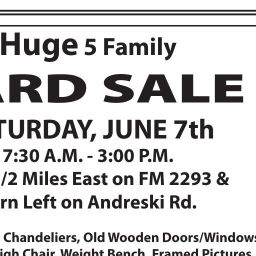 Huge 5 Family
ARD SALE
TURDAY, JUNE 7th
7:30 A.M. - 3:00 P.M.
/2 Miles East on FM 2293 &
rn Left on Andreski Rd.
Chandeliers, Old Wooden Doors/Windows
igh Chair, Weight Bench, Framed Pictures